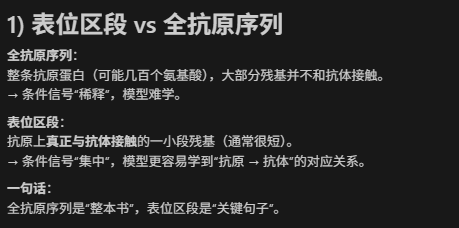 1) 表位区段 vs 全抗原序列
全抗原序列：
整条抗原蛋白（可能几百个氨基酸），大部分残基并不和抗体接触。
→ 条件信号“稀释”，模型难学。
表位区段：
抗原上真正与抗体接触的一小段残基（通常很短）。
→ 条件信号“集中”，模型更容易学到“抗原 → 抗体”的对应关系。
一句话：
全抗原序列是“整本书”，表位区段是“关键句子”。